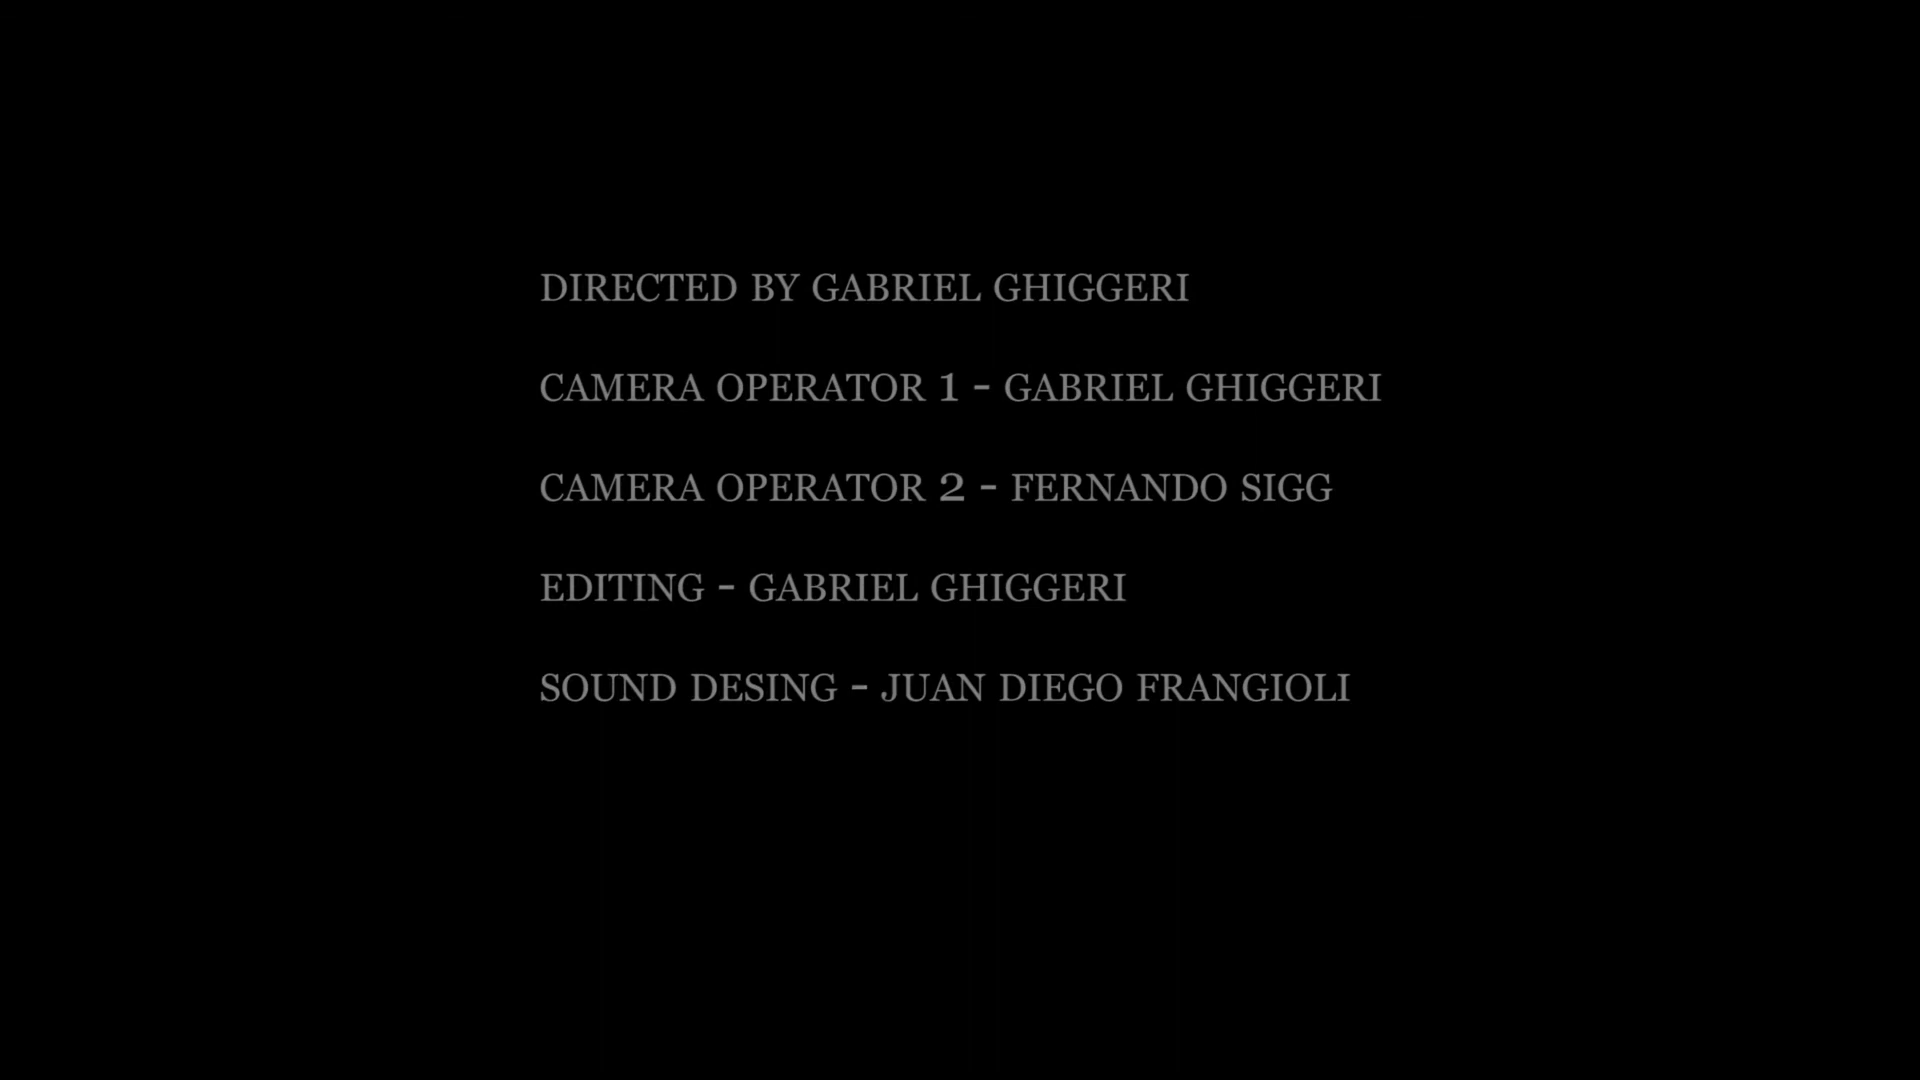 DIRECTED BY GABRIEL GHIGGERI
CAMERA OPERATOR 1 - GABRIEL GHIGGERI
CAMERA OPERATOR 2 - FERNANDO SIGG
EDITING - GABRIEL GHIGGERI
SOUND DESING - JUAN DIEGO FRANGIOLI